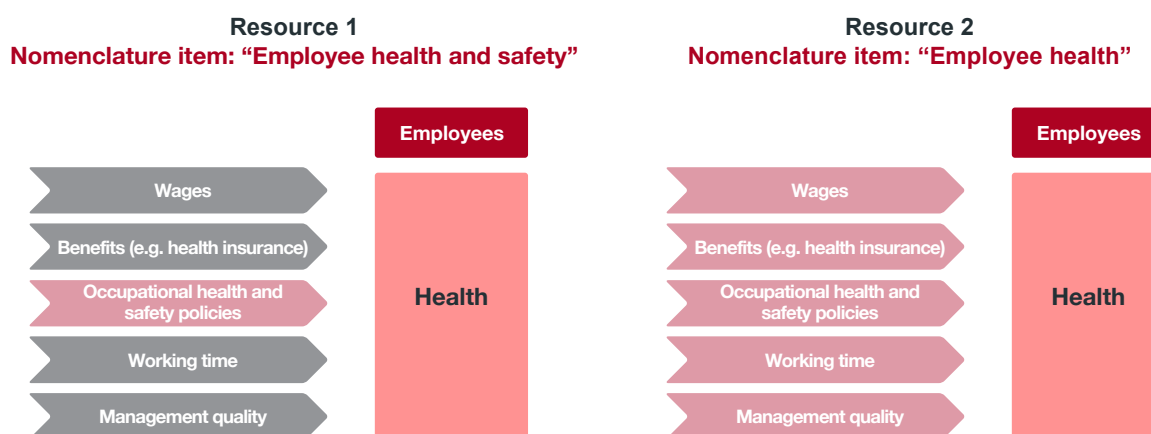 Resource 1
Nomenclature item: “Employee health and safety”
Employees
Wages
Benefits (e.g. health insurance)
Occupational health and
safety policies
Working time
Management quality
Health
Resource 2
Nomenclature item: “Employee health”
Employees
Wages
Benefits (e.g. health insurance)
Occupational health and
safety policies
Working time
Management quality
Health